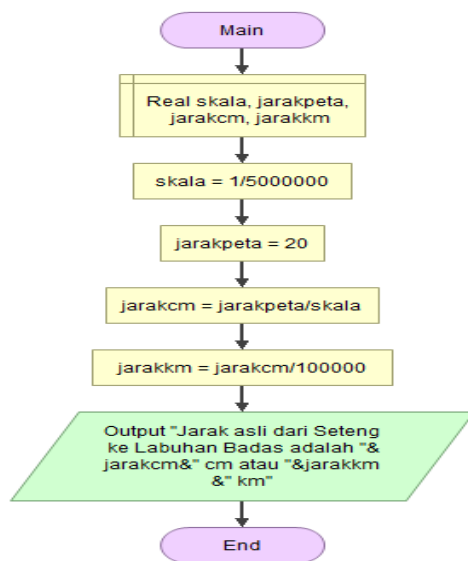 Main
Real skala, jarakpeta,
jarakcm, jarakkm
skala = 1/5000000
jarakpeta = 20
jarakcm = jarakpeta/skala
jarakkm = jarakcm/100000
Output "Jarak asli dari Seteng
ke Labuhan Badas adalah "&
jarakcm&" cm atau "&jarakkm
&" km"
End